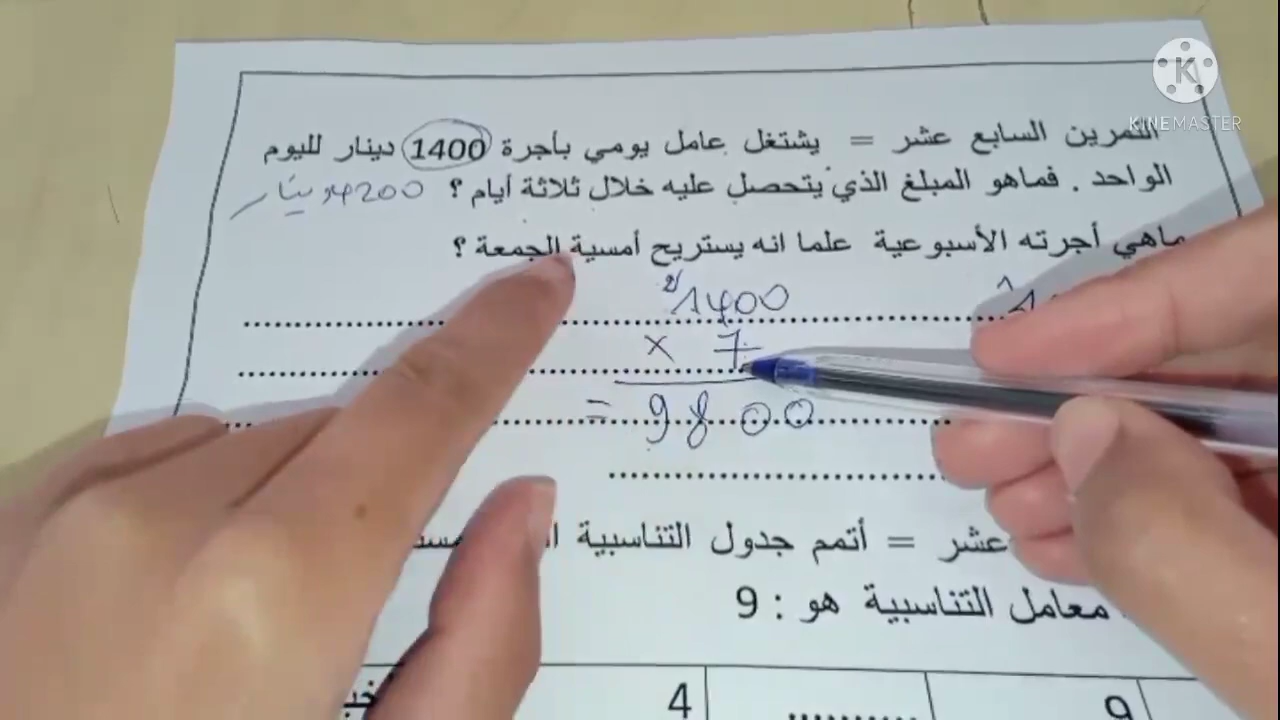 KINEMASTER
التمرين السابع عشر = يشتغل عامل يومي بأجرة 1400 دينار لليوم
الواحد . فماهو المبلغ الذي يتحصل عليه خلال ثلاثة أيام ؟ 4200 دينار
ماهي أجرته الأسبوعية علما انه يستريح أمسية الجمعة ؟
2
1400
× 7
= 9800
عشر = أتمم جدول التناسبية
معامل التناسبية هو : 9
9 .......... 4